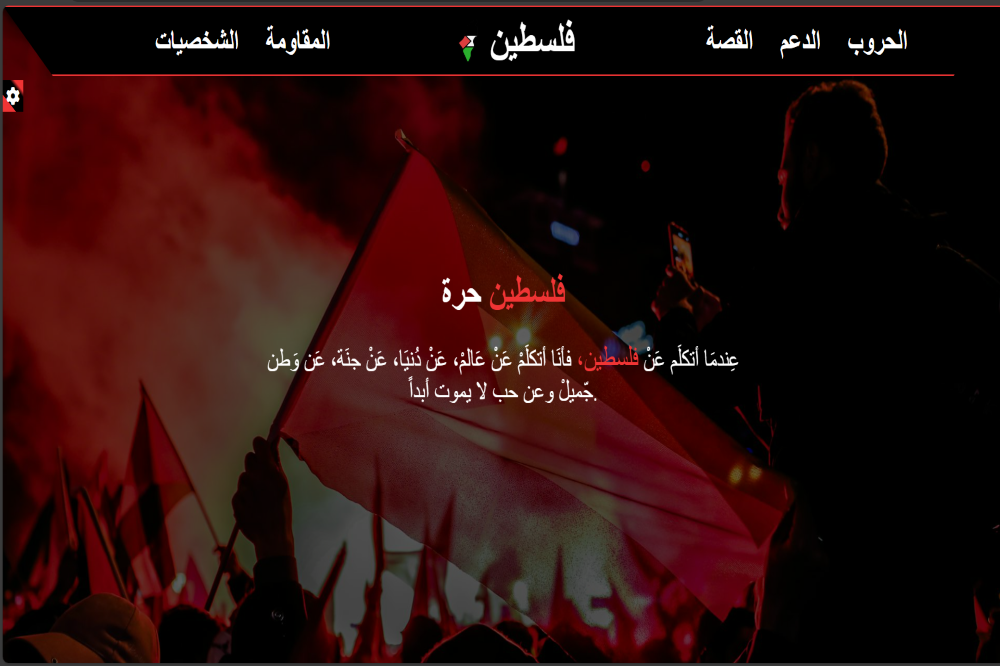 الحروب الدعم القصة
فلسطين
المقاومة الشخصيات
فلسطين حرة
عِندمَا أتكلَم عَنْ فلسطين، فأنَا أتكلَمْ عَنْ عَالمْ، عَنْ دُنيَا، عَنْ جنَة، عَن وَطن
جّميلْ وعن حب لا يموت أبداً.